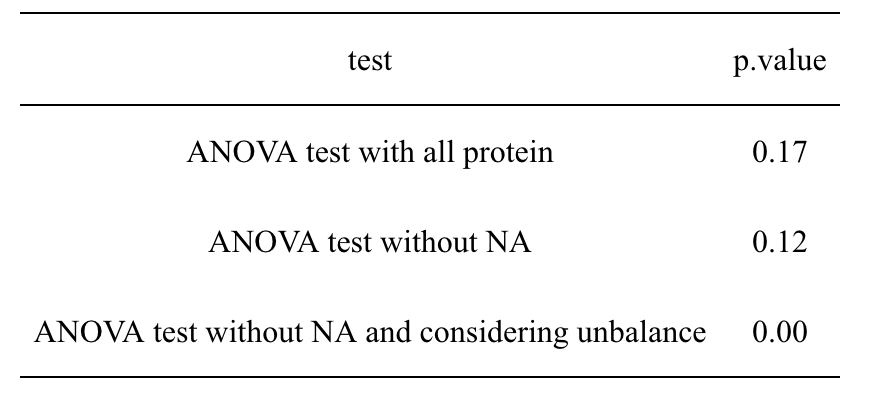 test p.value
ANOVA test with all protein 0.17
ANOVA test without NA 0.12
ANOVA test without NA and considering unbalance 0.00